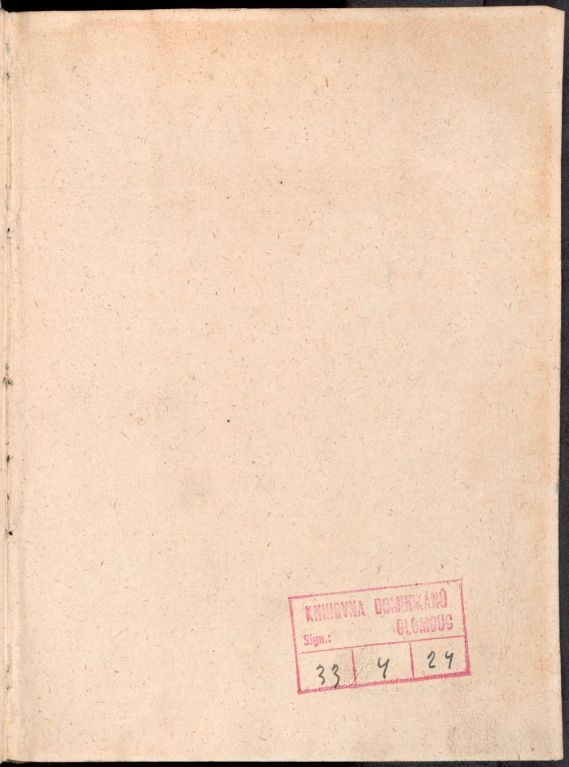 KNIHOVNA DOMINIKÁNŮ
Sign.: OLOMOUC
33 4 24